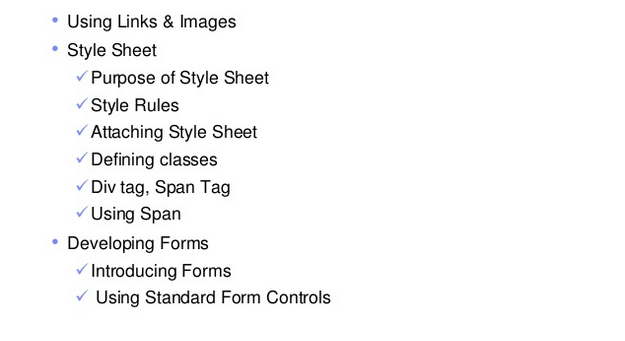 • Using Links & Images
• Style Sheet
✓Purpose of Style Sheet
✓Style Rules
✓Attaching Style Sheet
✓Defining classes
✓Div tag, Span Tag
✓Using Span
• Developing Forms
✓Introducing Forms
✓ Using Standard Form Controls